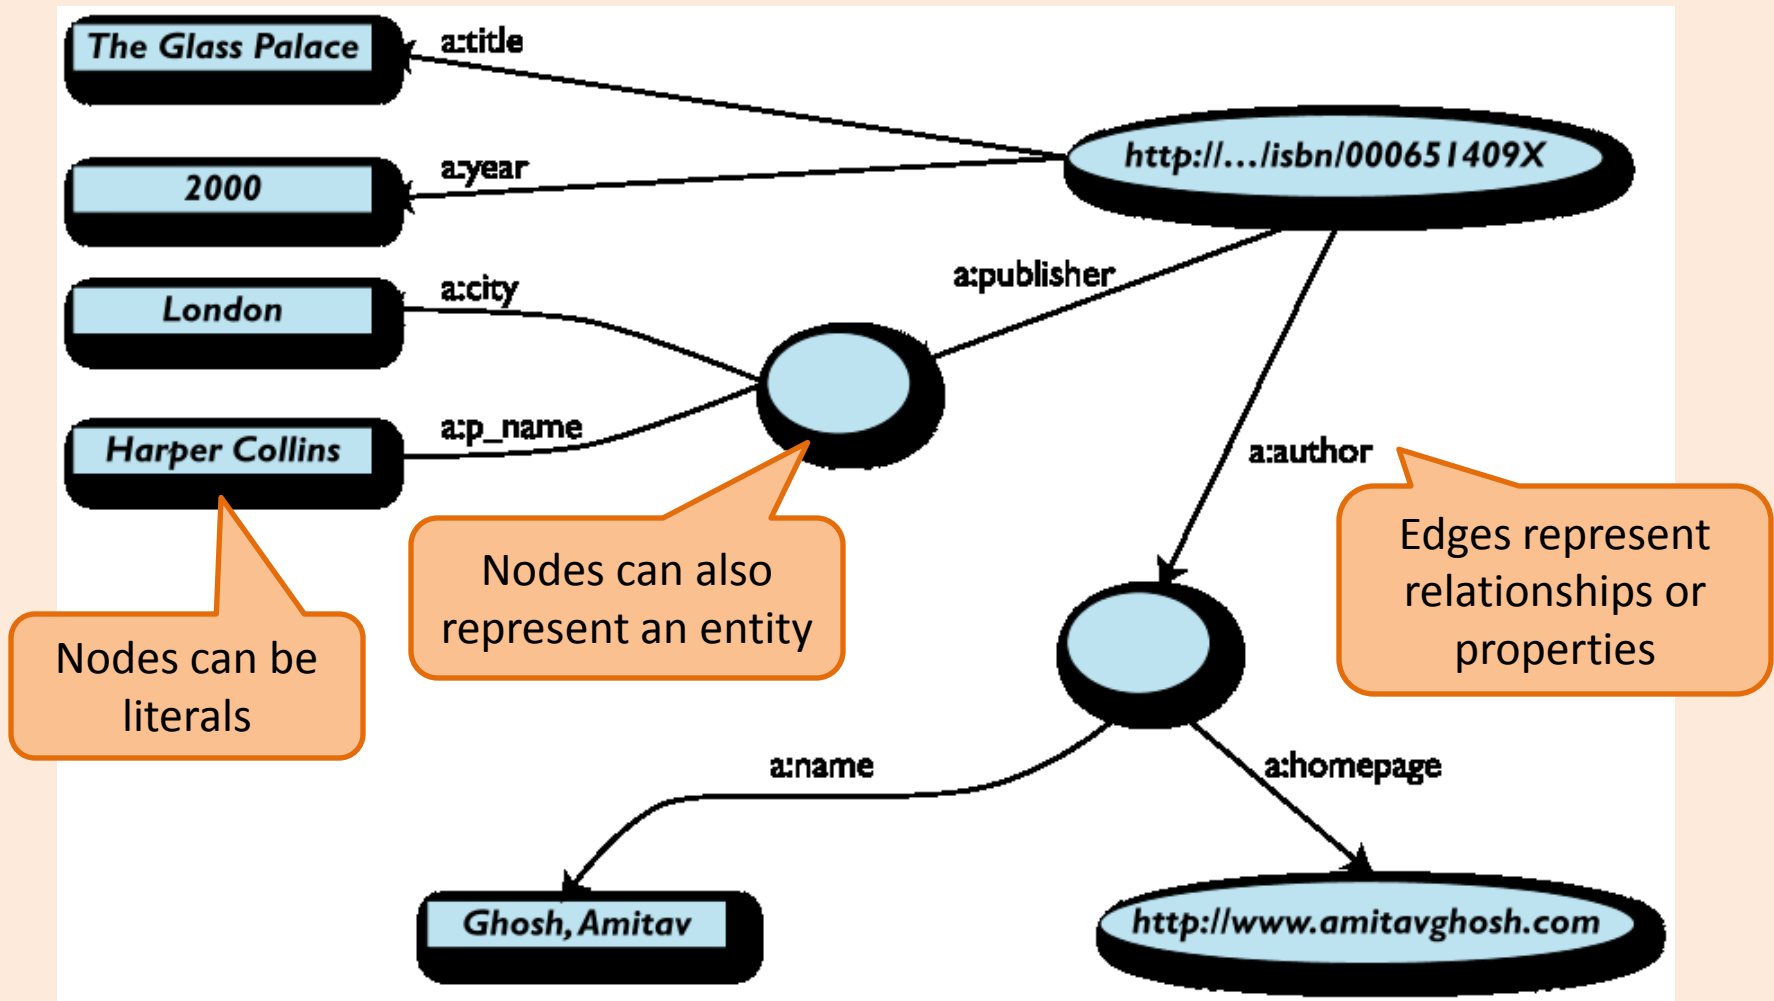 The Glass Palace
a:title
http://.../isbn/000651409X
2000
a:year
London
a:city
a:publisher
Harper Collins
a:p_name
a:author
Nodes can be
literals
Nodes can also
represent an entity
Edges represent
relationships or
properties
a:name
a:homepage
Ghosh, Amitav
http://www.amitavghosh.com